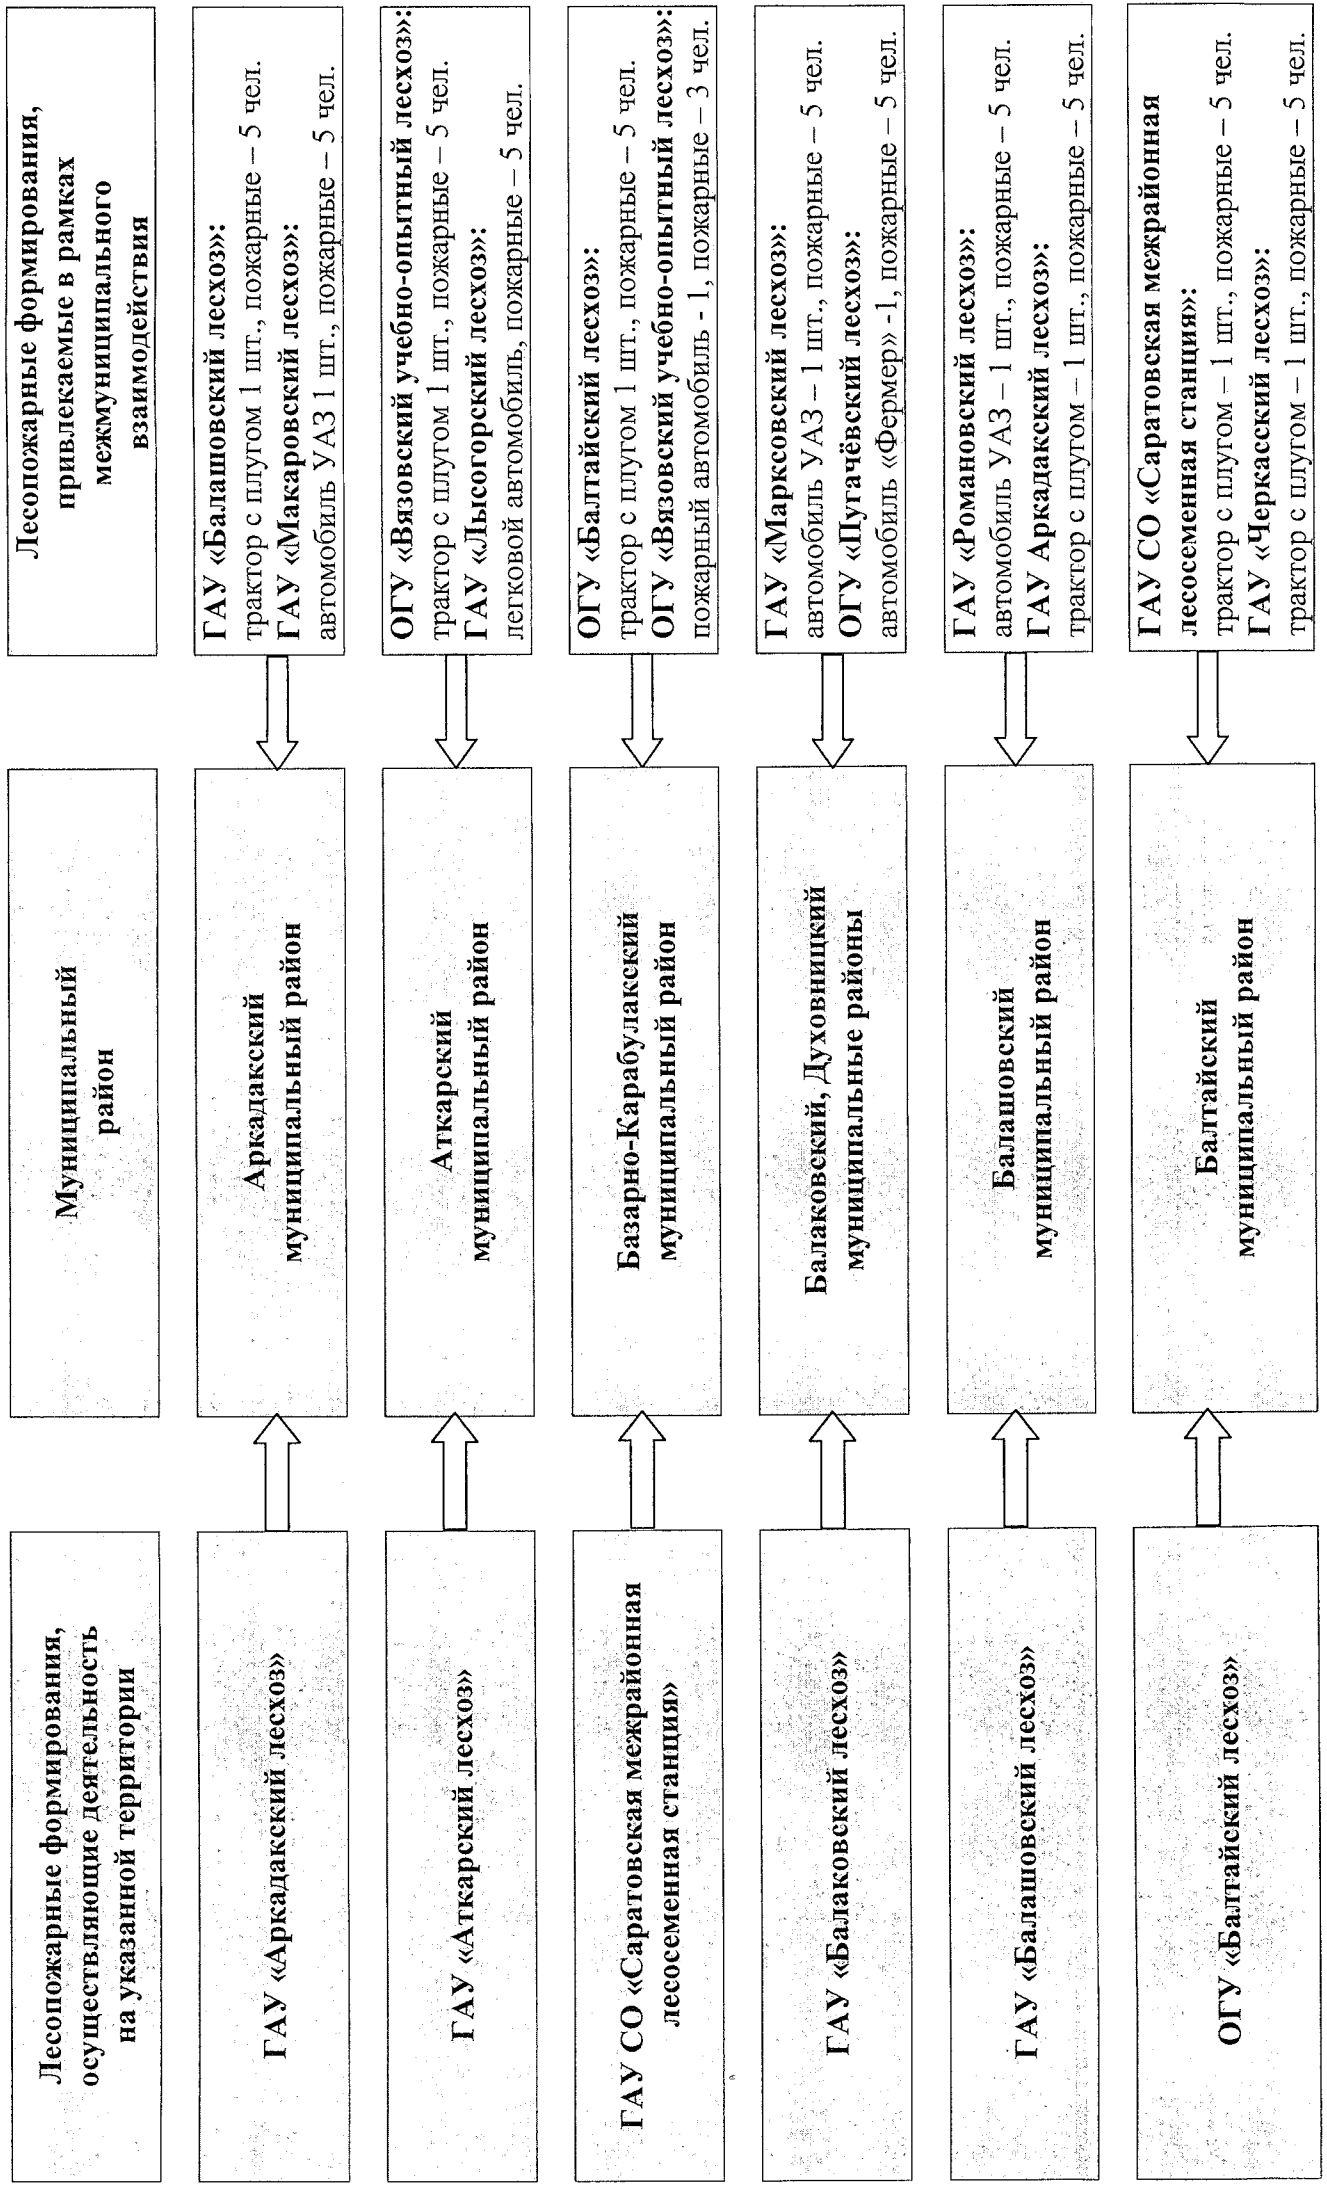 Лесопожарные формирования,
осуществляющие деятельность
на указанной территории
Муниципальный
район
Лесопожарные формирования,
привлекаемые в рамках
межмуниципального
взаимодействия
ГАУ «Аркадакский лесхоз»
Аркадакский
муниципальный район
ГАУ «Балашовский лесхоз»:
трактор с плугом 1 шт., пожарные – 5 чел.
ГАУ «Макаровский лесхоз»:
автомобиль УАЗ 1 шт., пожарные – 5 чел.
ГАУ «Аткарский лесхоз»
Аткарский
муниципальный район
ОГУ «Вязовский учебно-опытный лесхоз»:
трактор с плугом 1 шт., пожарные – 5 чел.
ГАУ «Лысогорский лесхоз»:
легковой автомобиль, пожарные – 5 чел.
ГАУ СО «Саратовская межрайонная
лесосеменная станция»
Базарно-Карабулакский
муниципальный район
ОГУ «Балтайский лесхоз»:
трактор с плугом 1 шт., пожарные – 5 чел.
ОГУ «Вязовский учебно-опытный лесхоз»:
пожарный автомобиль - 1, пожарные – 3 чел.
ГАУ «Балаковский лесхоз»
Балаковский, Духовницкий
муниципальные районы
ГАУ «Марксовский лесхоз»:
автомобиль УАЗ – 1 шт., пожарные – 5 чел.
ОГУ «Пугачёвский лесхоз»:
автомобиль «Фермер» -1, пожарные – 5 чел.
ГАУ «Балашовский лесхоз»
Балашовский
муниципальный район
ГАУ «Романовский лесхоз»:
автомобиль УАЗ – 1 шт., пожарные – 5 чел.
ГАУ Аркадакский лесхоз»:
трактор с плугом – 1 шт., пожарные – 5 чел.
ОГУ «Балтайский лесхоз»
Балтайский
муниципальный район
ГАУ СО «Саратовская межрайонная
лесосеменная станция»:
трактор с плугом – 1 шт., пожарные – 5 чел.
ГАУ «Черкасский лесхоз»:
трактор с плугом – 1 шт., пожарные – 5 чел.